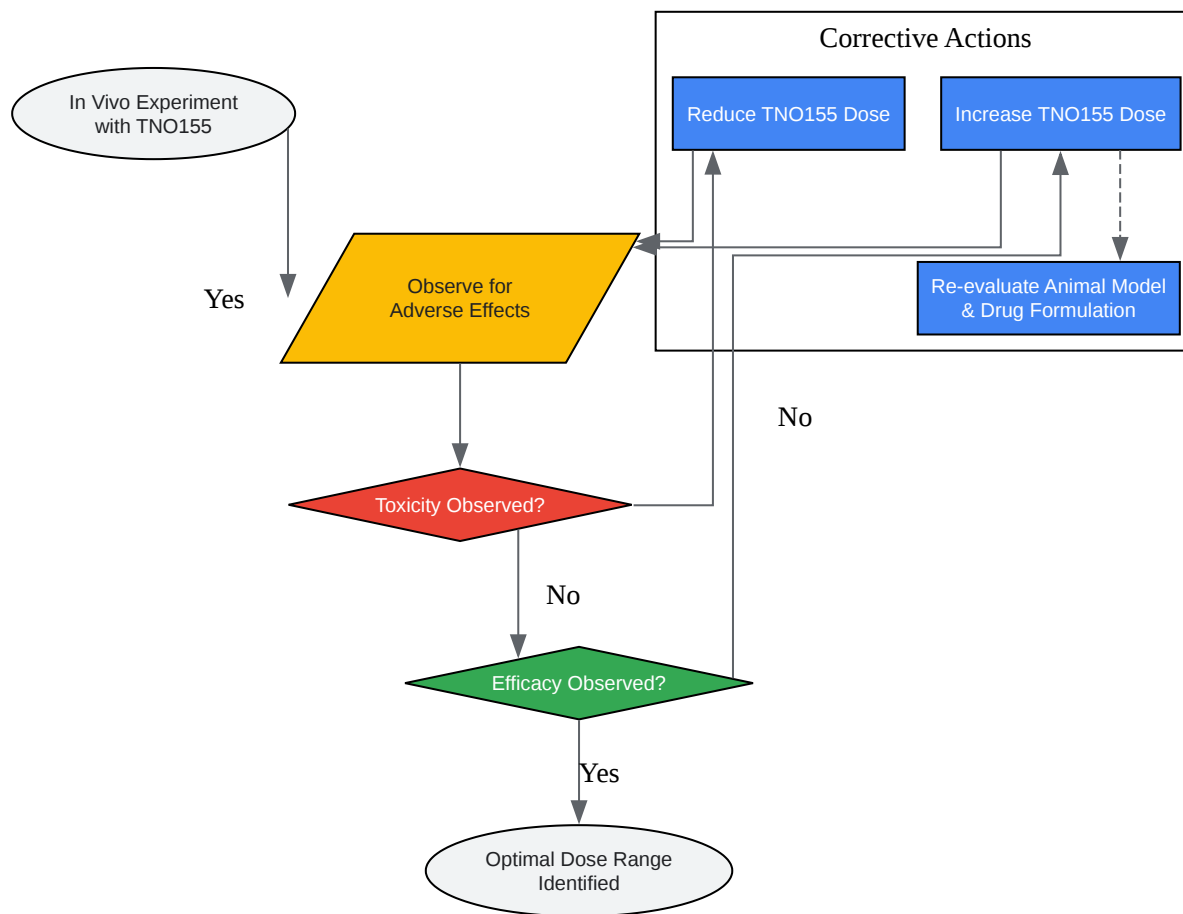 Corrective Actions
In Vivo Experiment
with TNO155
Reduce TNO155 Dose
Increase TNO155 Dose
Yes
Observe for
Adverse Effects
Re-evaluate Animal Model
& Drug Formulation
No
Toxicity Observed?
No
Efficacy Observed?
Yes
Optimal Dose Range
Identified